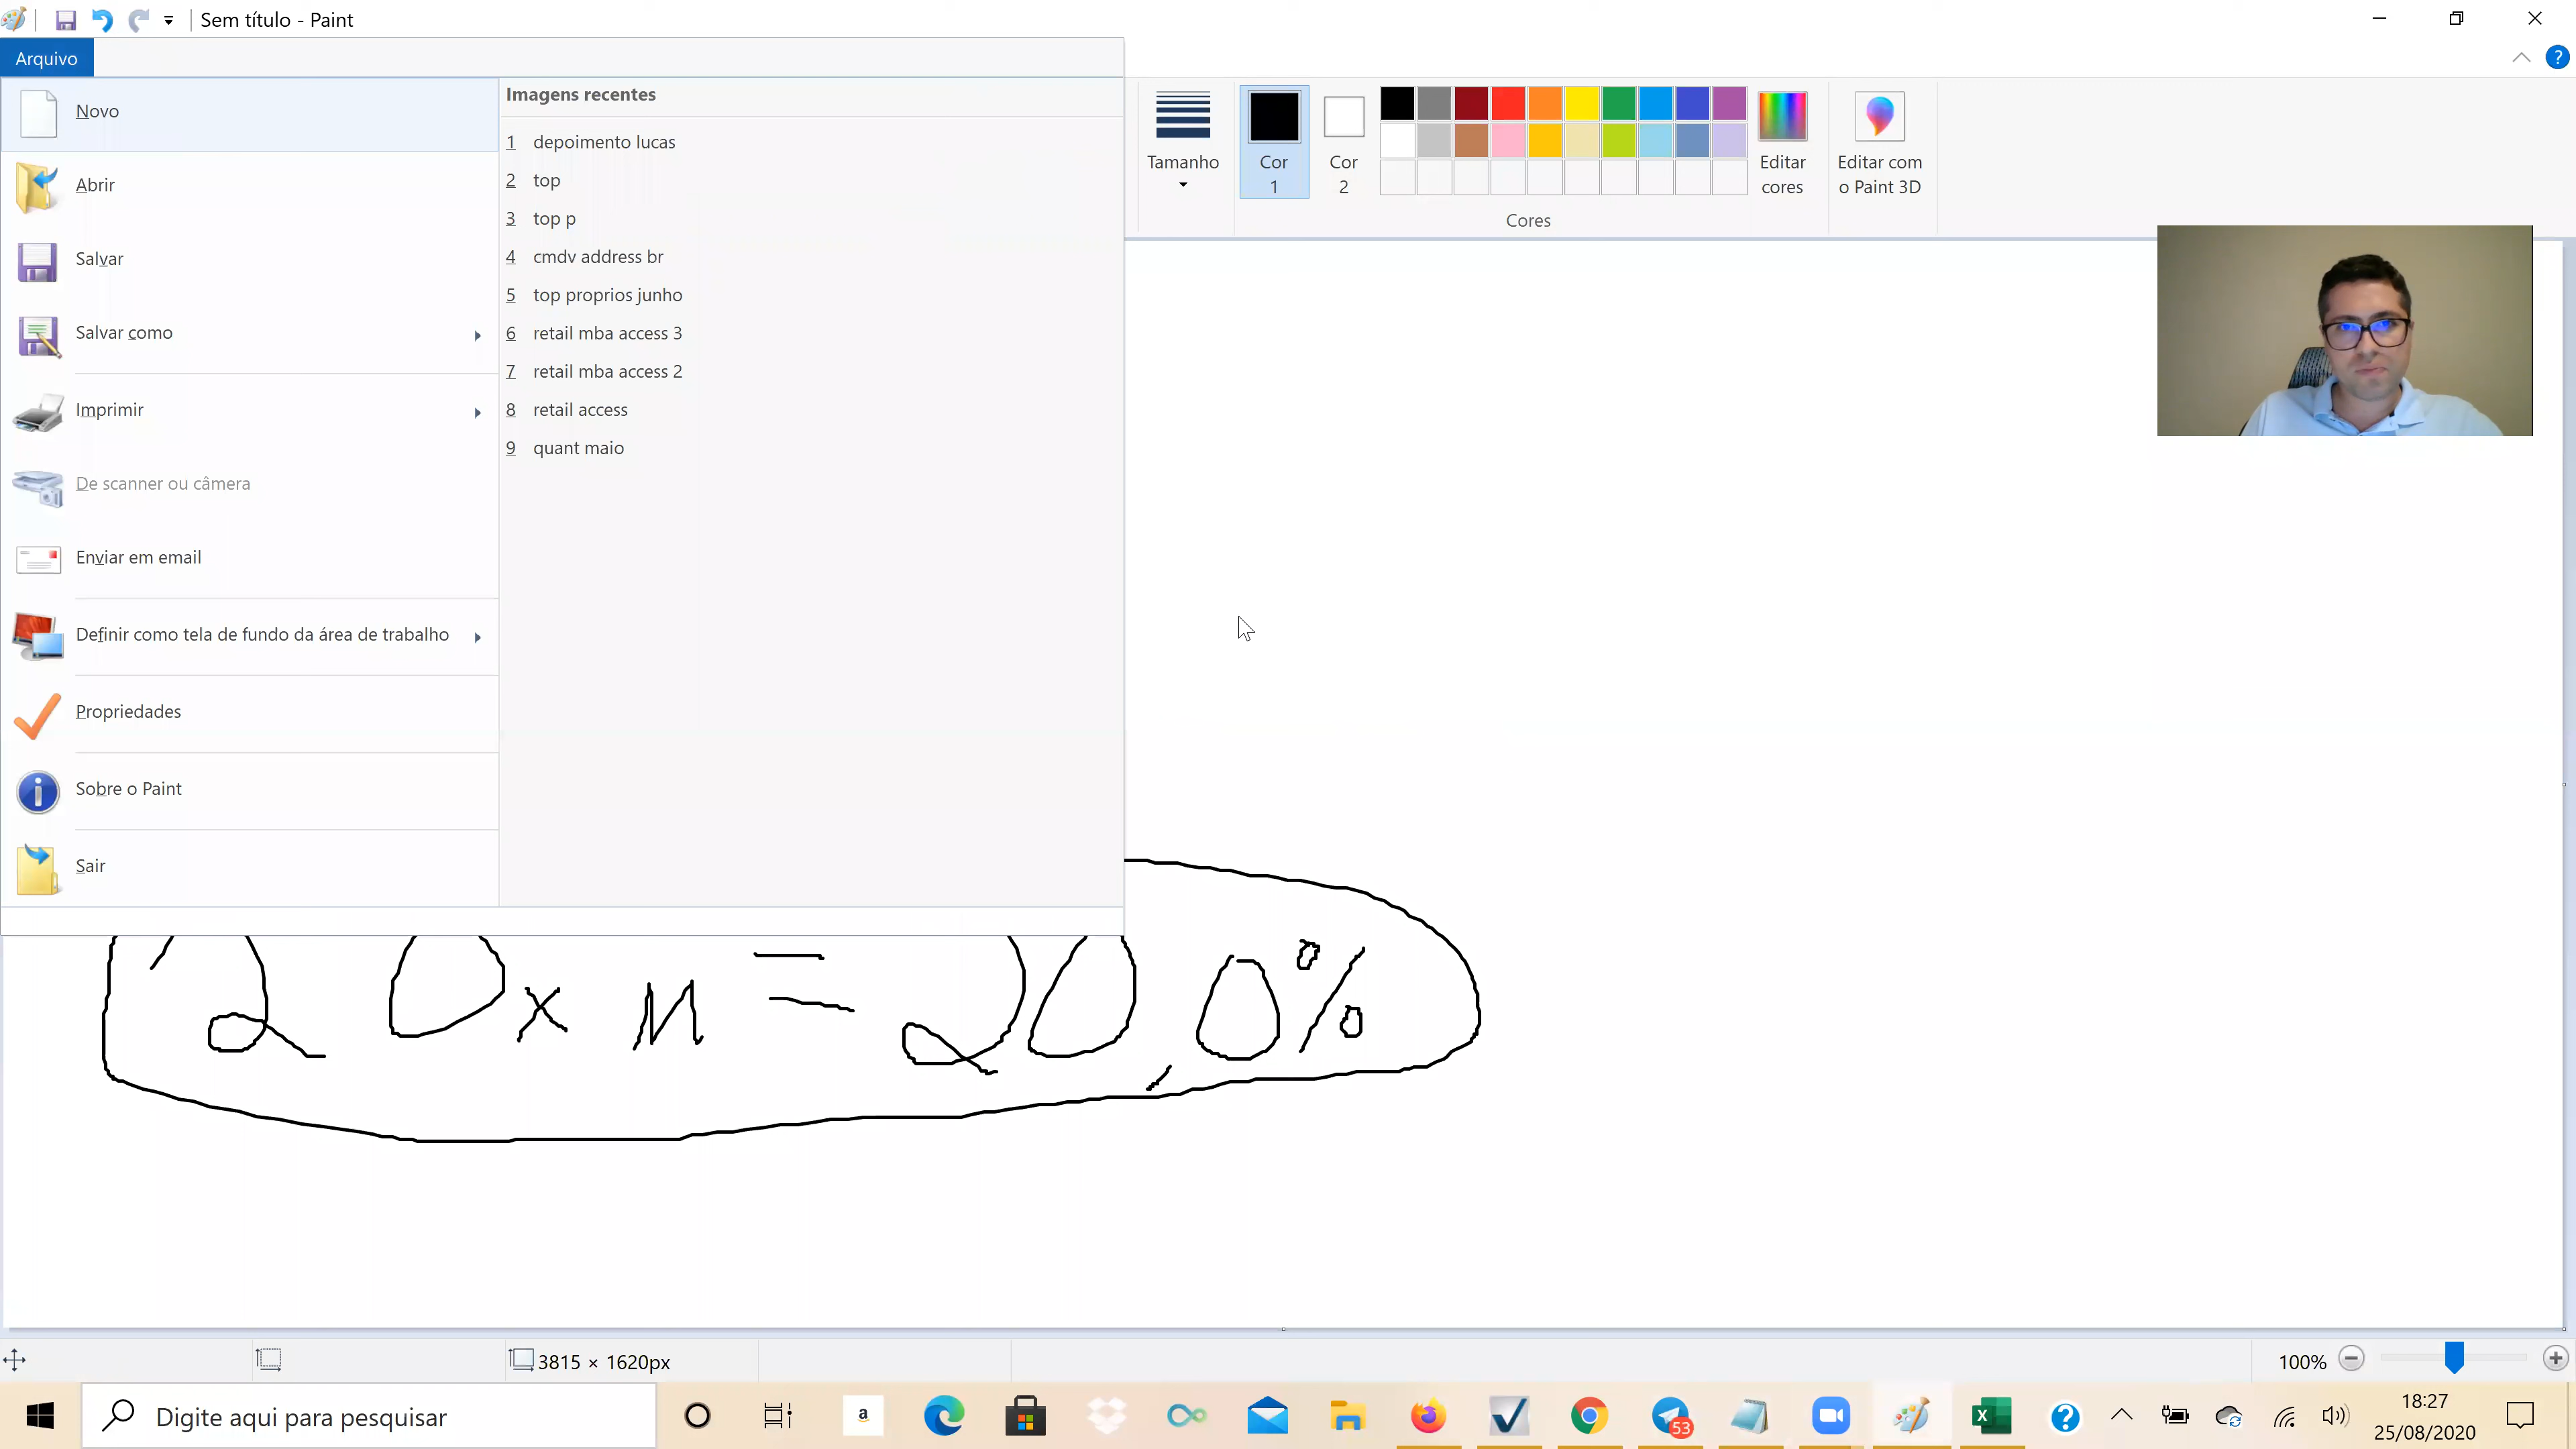 Sem título - Paint
Arquivo
Novo
Abrir
Salvar
Salvar como
Imprimir
De scanner ou câmera
Enviar em email
Definir como tela de fundo da área de trabalho
Propriedades
Sobre o Paint
Sair
Imagens recentes
1 depoimento lucas
2 top
3 top p
4 cmdv address br
5 top proprios junho
6 retail mba access 3
7 retail mba access 2
8 retail access
9 quant maio
Tamanho
Cor 1
Cor 2
Editar cores
Editar com o Paint 3D
Cores
?
= 20,0%
3815 × 1620px
100%
Digite aqui para pesquisar
a
53
X
?
18:27
25/08/2020